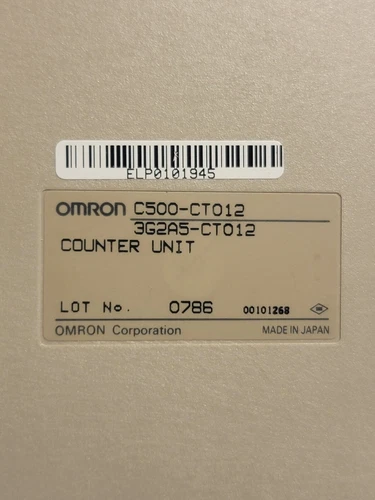 ELP0101945
OMRON C500-CT012
3G2A5-CT012
COUNTER UNIT
LOT No. 0786 00101268
OMRON Corporation MADE IN JAPAN